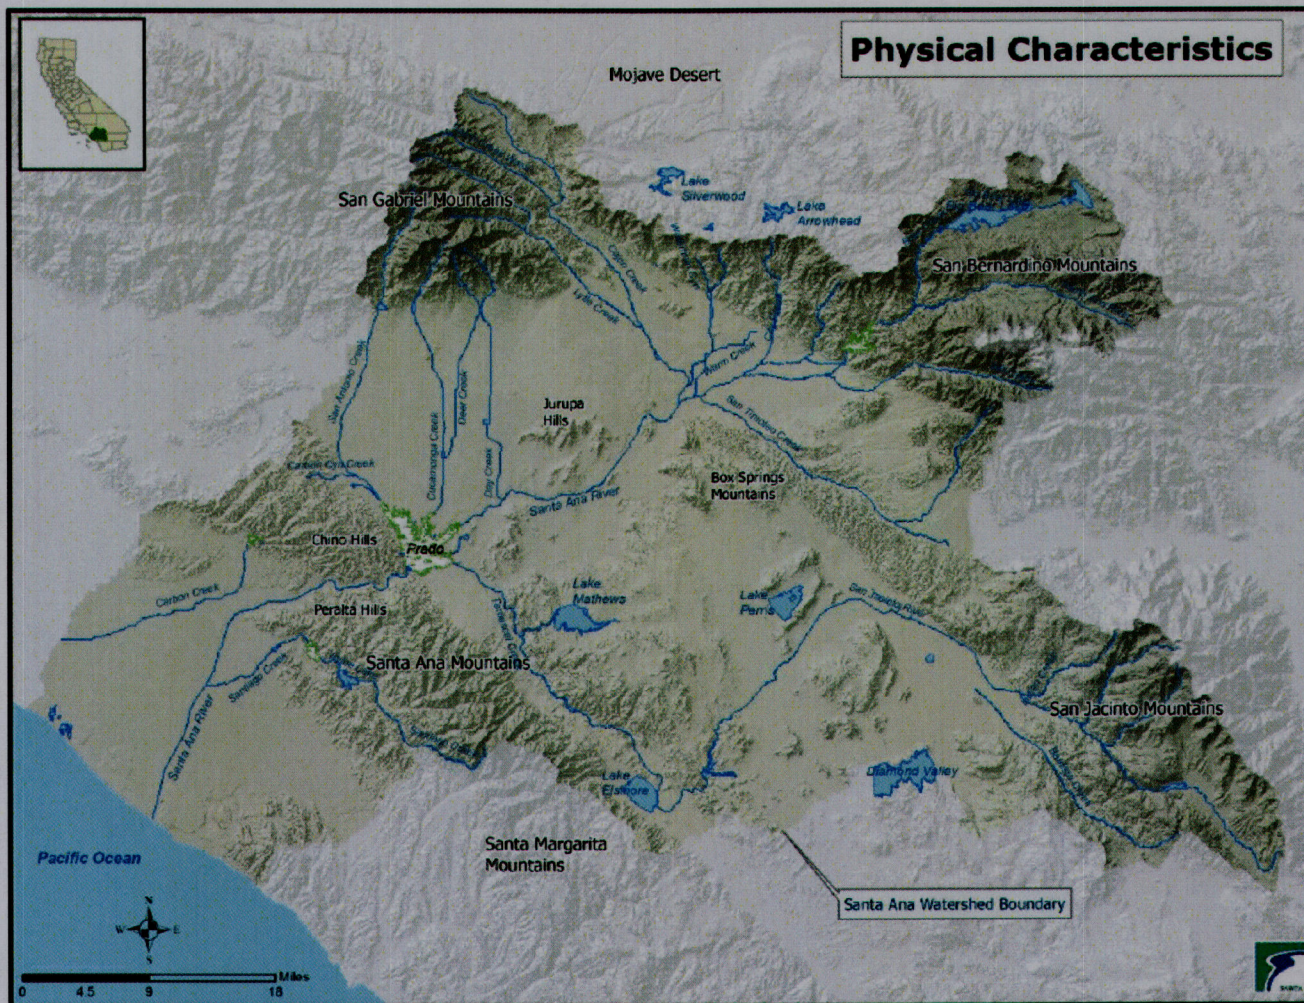 Physical Characteristics
Mojave Desert
San Gabriel Mountains
Lake
Silverwood
Lake
Arrowhead
San Bernardino Mountains
Cajon Creek
Lytle Creek
Warm Creek
San Antonio Creek
Cucamonga Creek
Deer Creek
Day Creek
Jurupa
Hills
San Timoteo Creek
Box Springs
Mountains
Santa Ana River
Chino Hills
Prado
Carbon Creek
Peralta Hills
Lake
Mathews
Lake
Perris
San Jacinto River
Santa Ana Mountains
Santiago Creek
Santa Ana River
San Jacinto Mountains
Lake
Elsinore
Diamond Valley
Santa Margarita
Mountains
Pacific Ocean
Santa Ana Watershed Boundary
N
W E
S
Miles
0 4.5 9 18